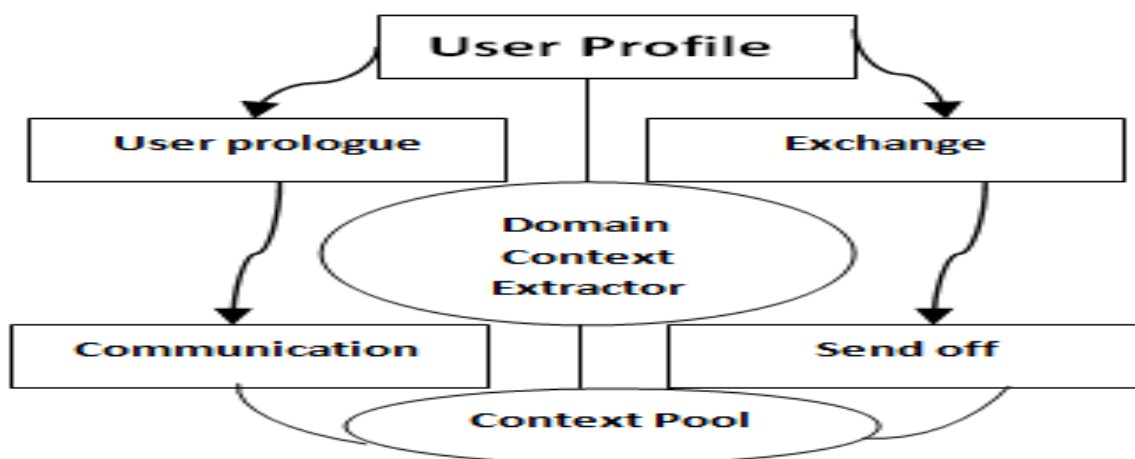 User Profile
User prologue
Exchange
Domain
Context
Extractor
Communication
Send off
Context Pool